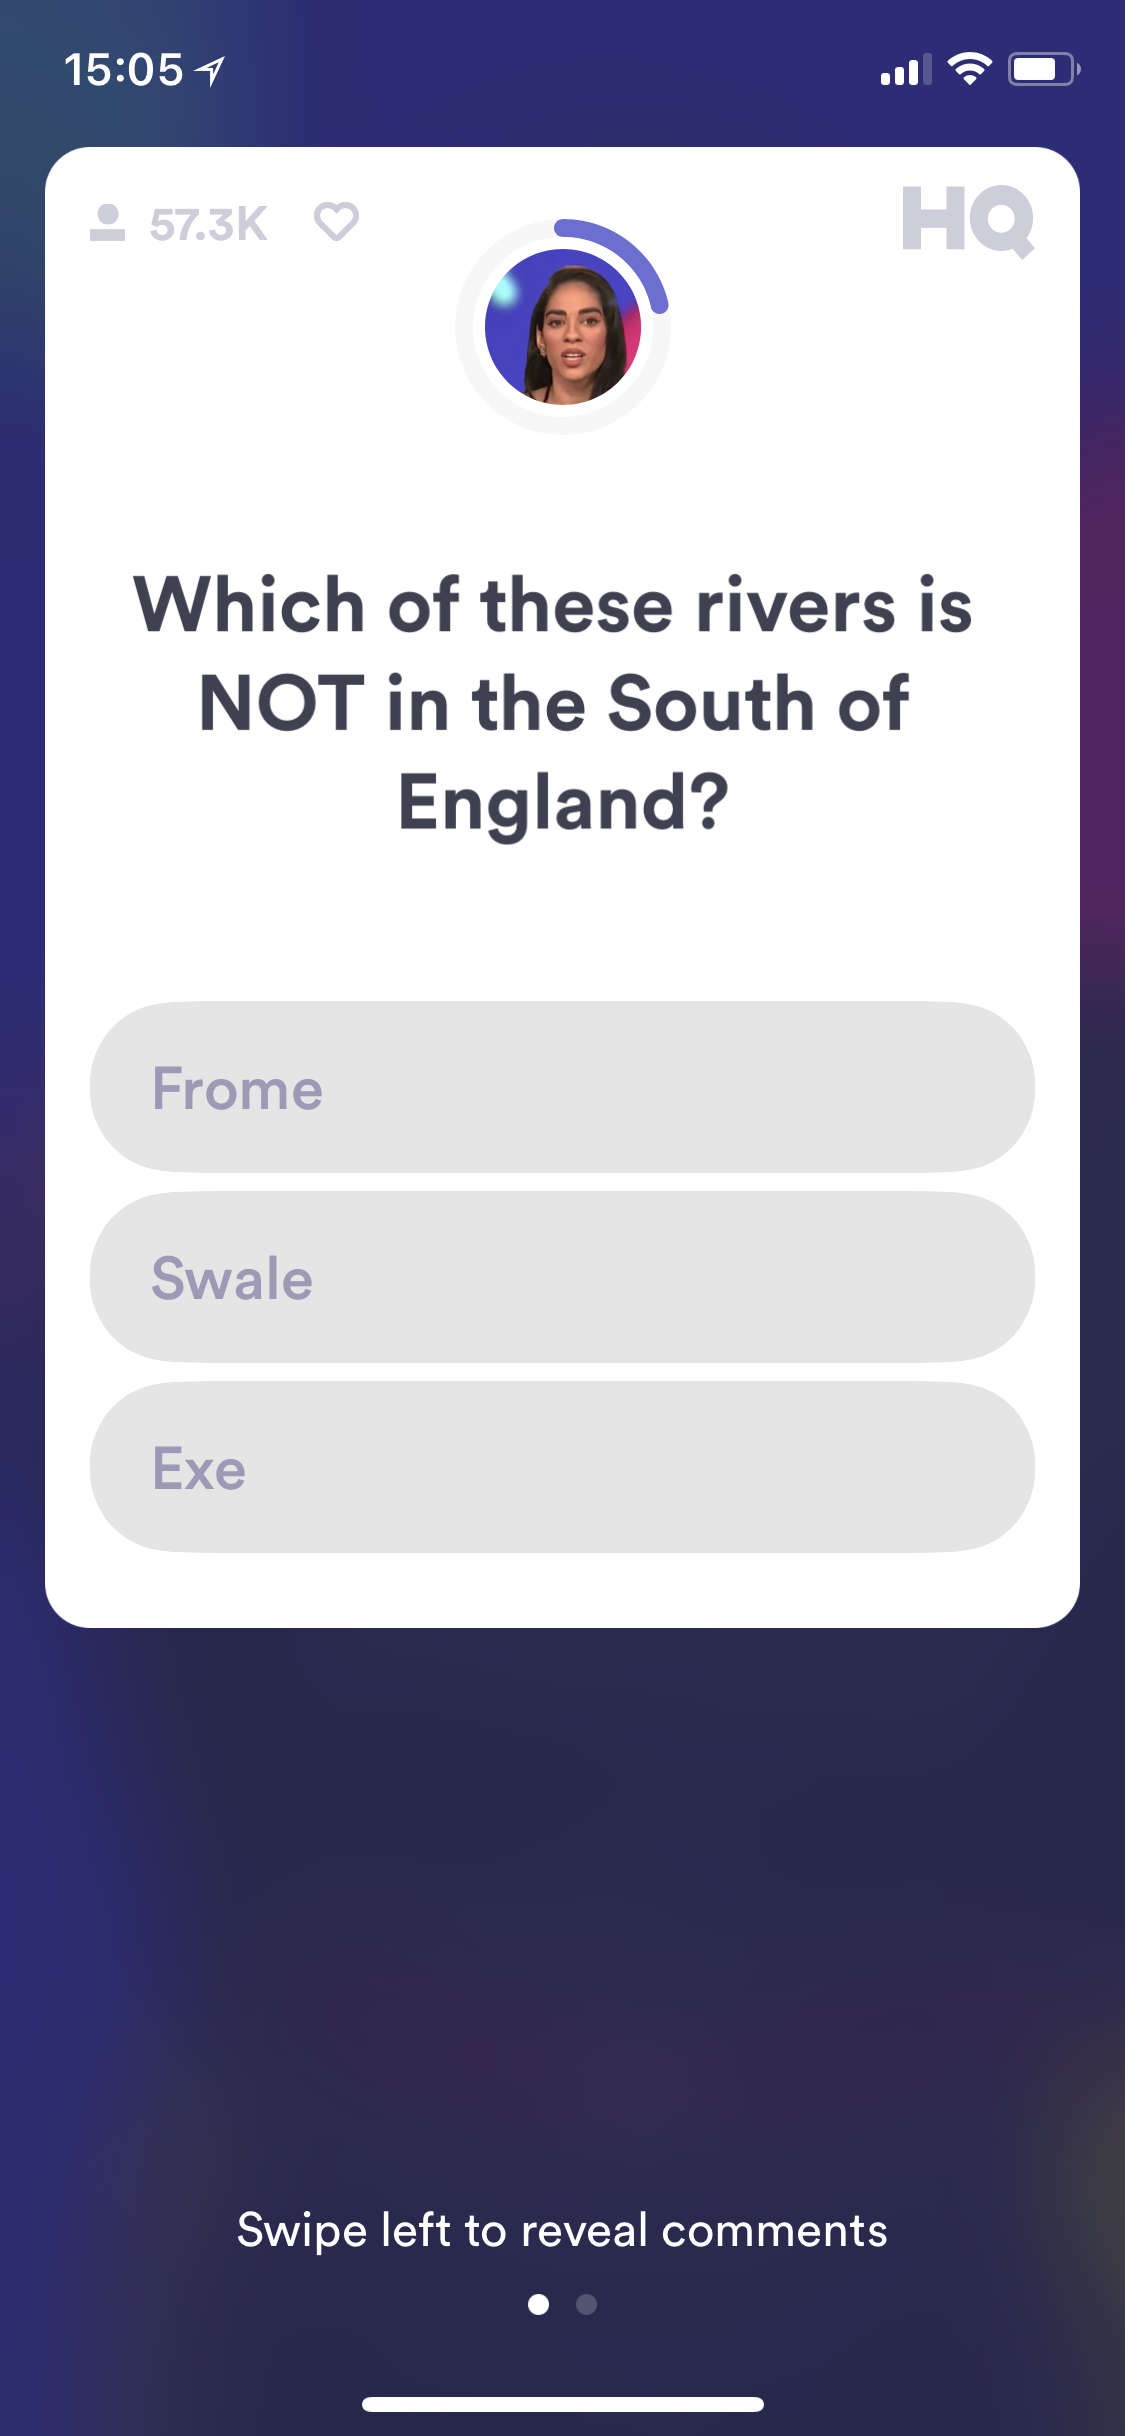 15:05
57.3K
HQ
Which of these rivers is
NOT in the South of
England?
Frome
Swale
Exe
Swipe left to reveal comments